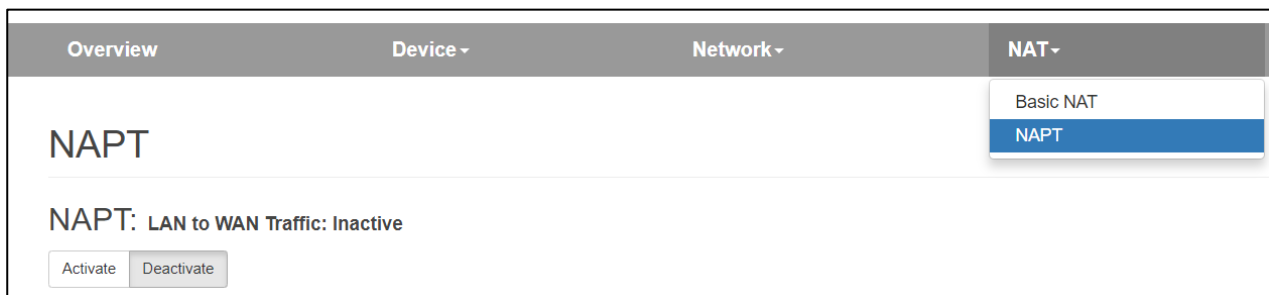 Overview Device Network NAT
Basic NAT
NAPT
NAPT
NAPT: LAN to WAN Traffic: Inactive
Activate Deactivate